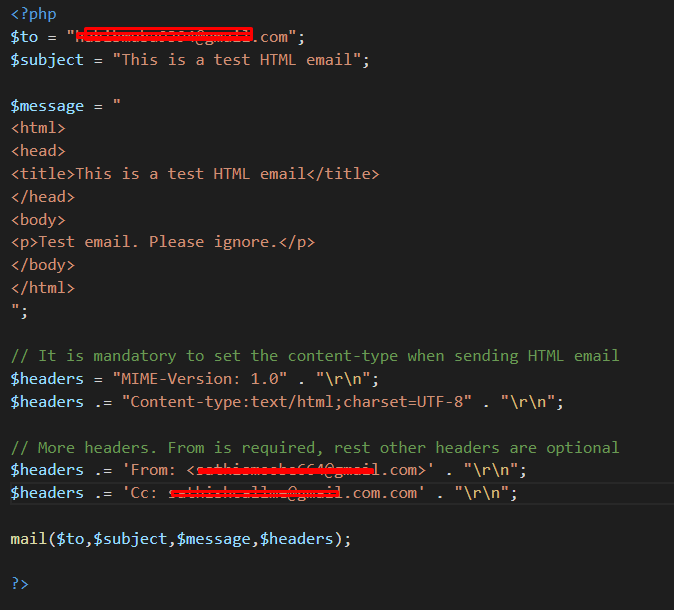 <?php
$to = "@gmail.com";
$subject = "This is a test HTML email";
$message = "
<html>
<head>
<title>This is a test HTML email</title>
</head>
<body>
<p>Test email. Please ignore.</p>
</body>
</html>
";
// It is mandatory to set the content-type when sending HTML email
$headers = "MIME-Version: 1.0" . "\r\n";
$headers .= "Content-type:text/html;charset=UTF-8" . "\r\n";
// More headers. From is required, rest other headers are optional
$headers .= 'From: <@gmail.com>' . "\r\n";
$headers .= 'Cc: .com.com' . "\r\n";
mail($to,$subject,$message,$headers);
?>